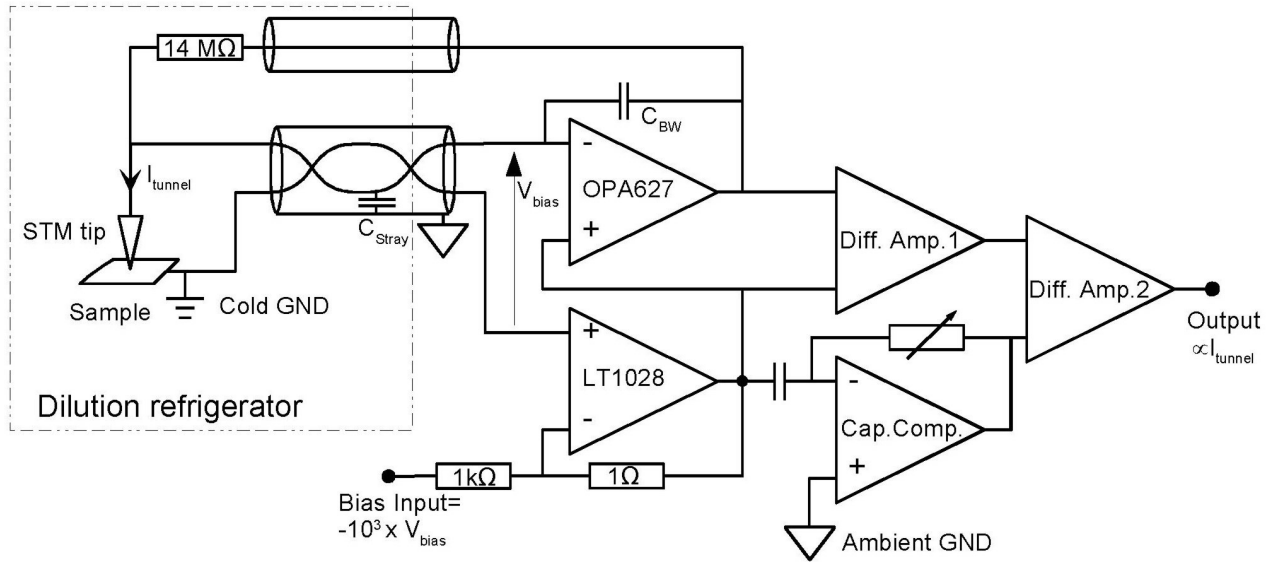 14 MΩ
C_BW
-
OPA627
+
V_bias
I_tunnel
STM tip
C_Stray
Sample
Cold GND
Dilution refrigerator
Diff. Amp.1
Diff. Amp.2
Output
∝I_tunnel
+
LT1028
-
-
Cap.Comp.
+
1kΩ
1Ω
Bias Input=
-10³ x V_bias
Ambient GND